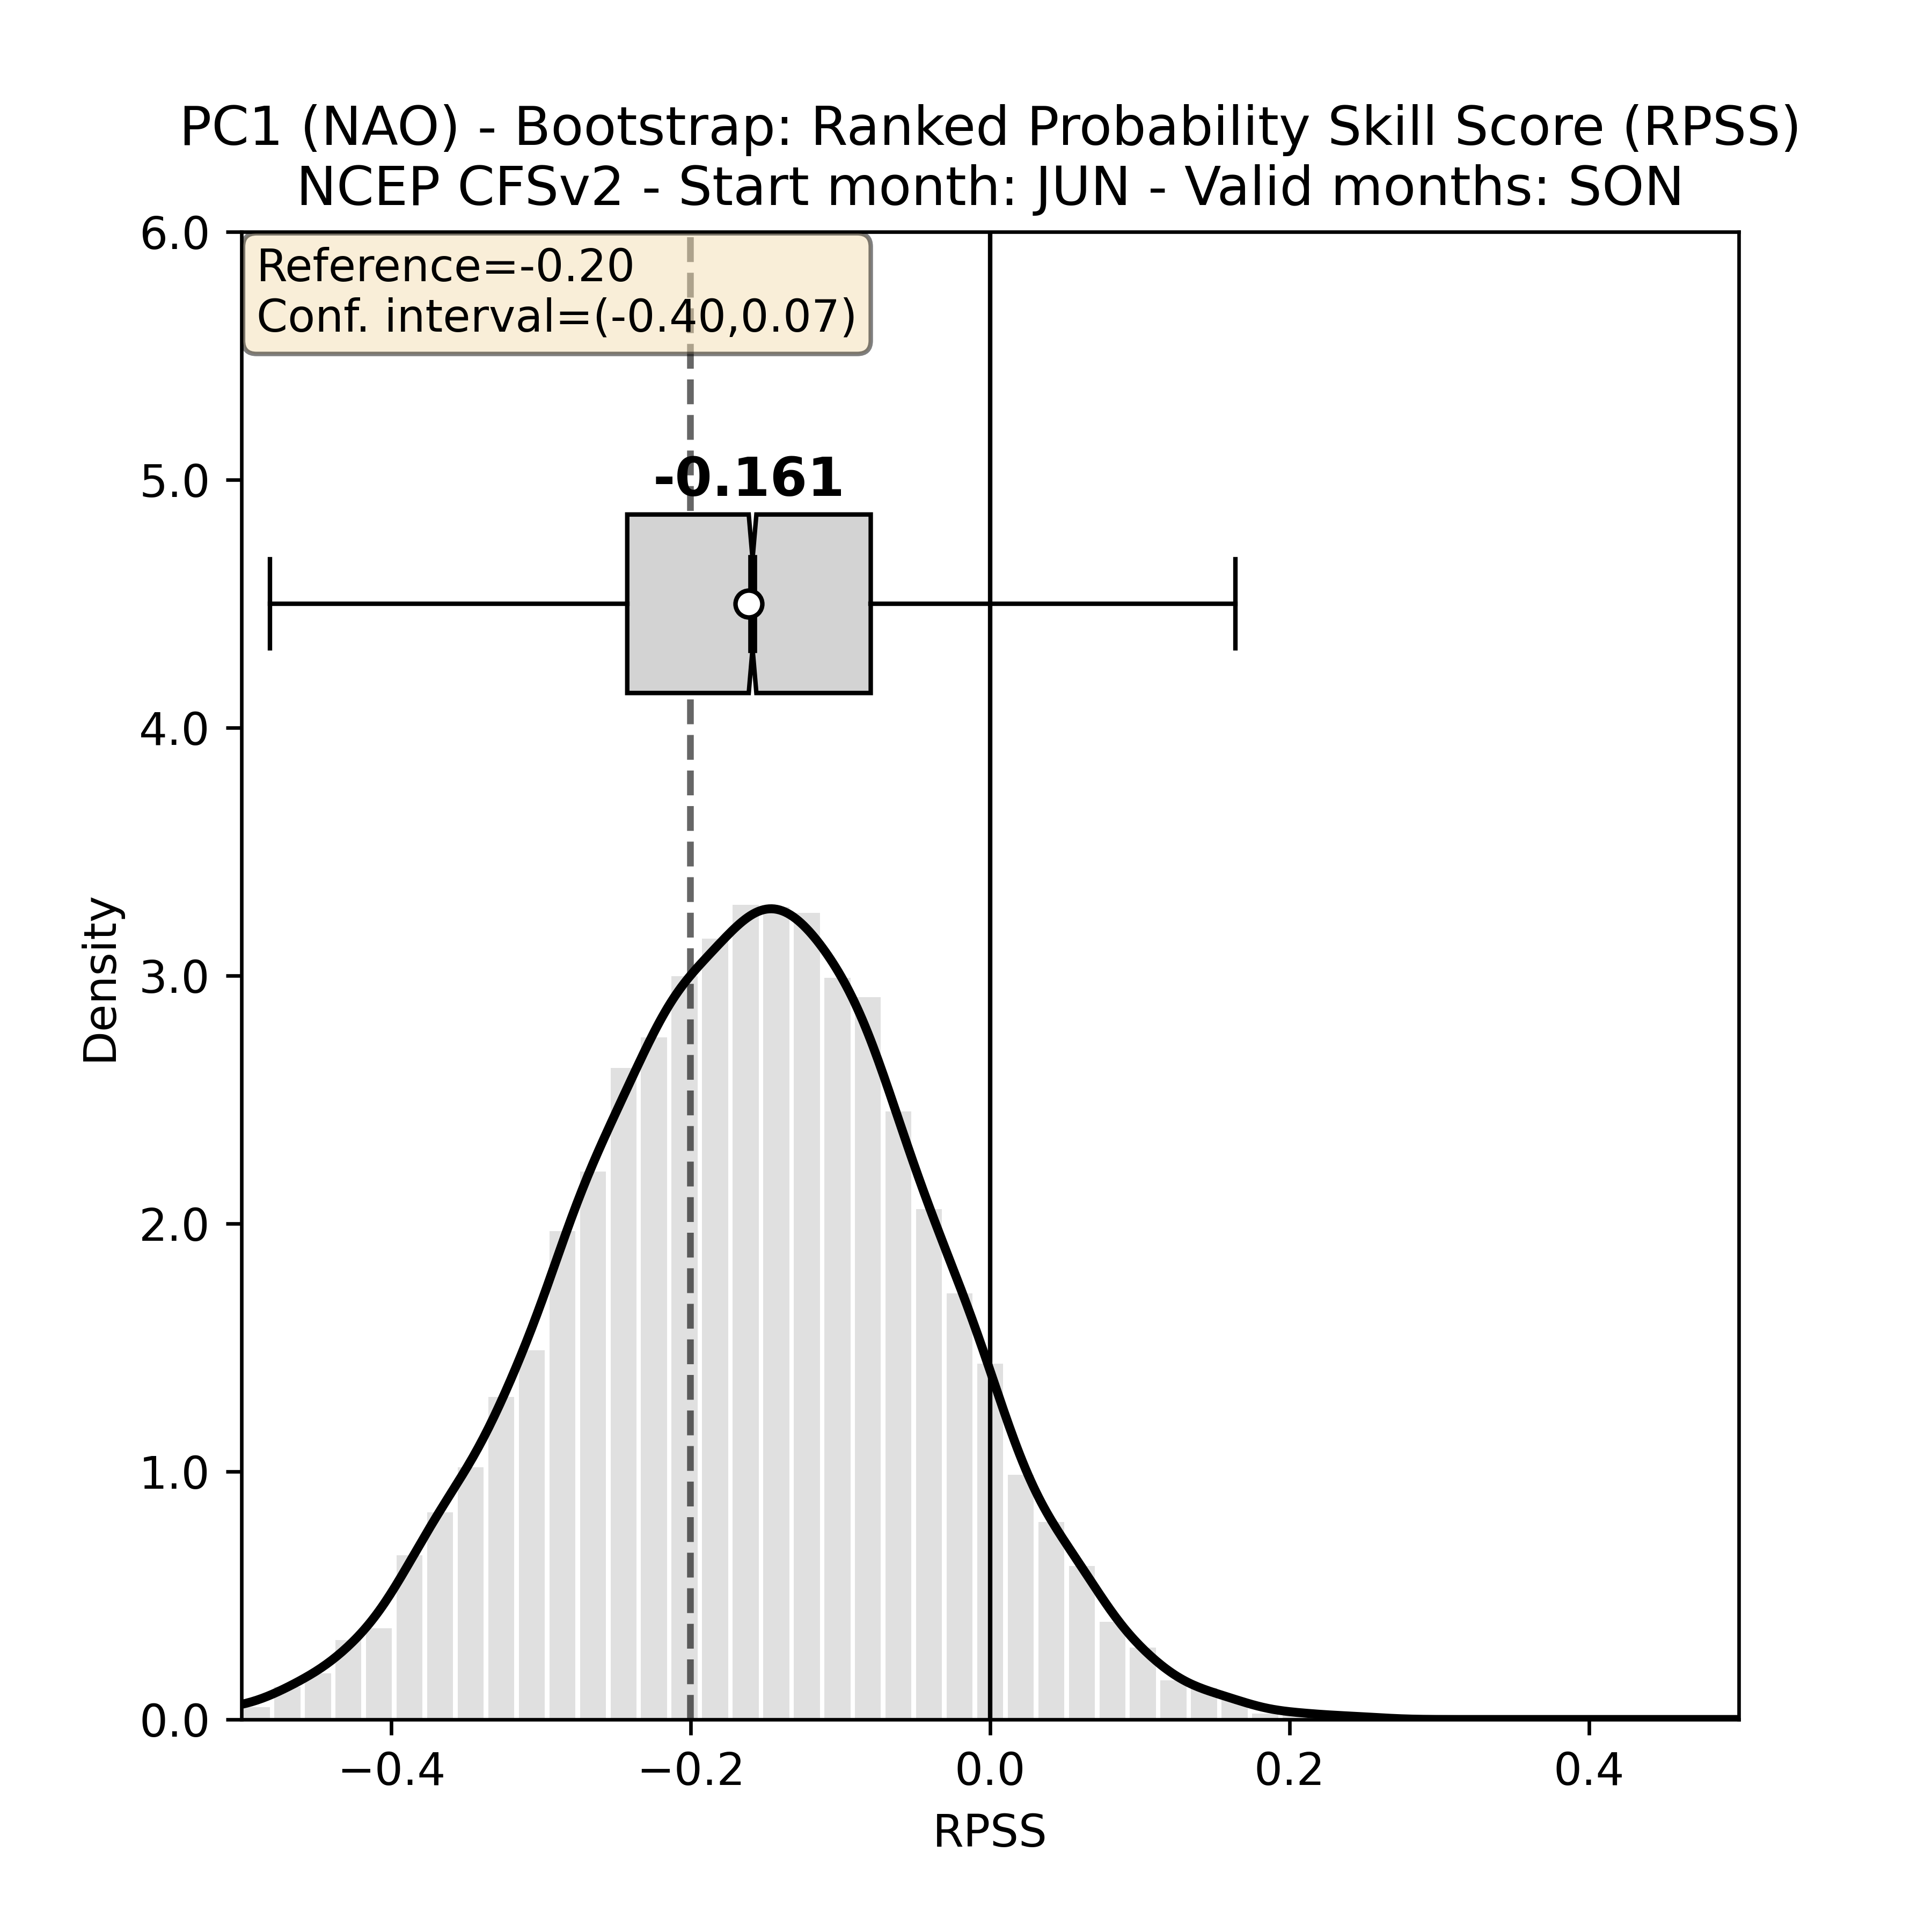 PC1 (NAO) - Bootstrap: Ranked Probability Skill Score (RPSS)
NCEP CFSv2 - Start month: JUN - Valid months: SON
6.0
Reference=-0.20
Conf. interval=(-0.40,0.07)
-0.161
5.0
4.0
3.0
2.0
1.0
0.0
Density
−0.4
−0.2
0.0
0.2
0.4
RPSS